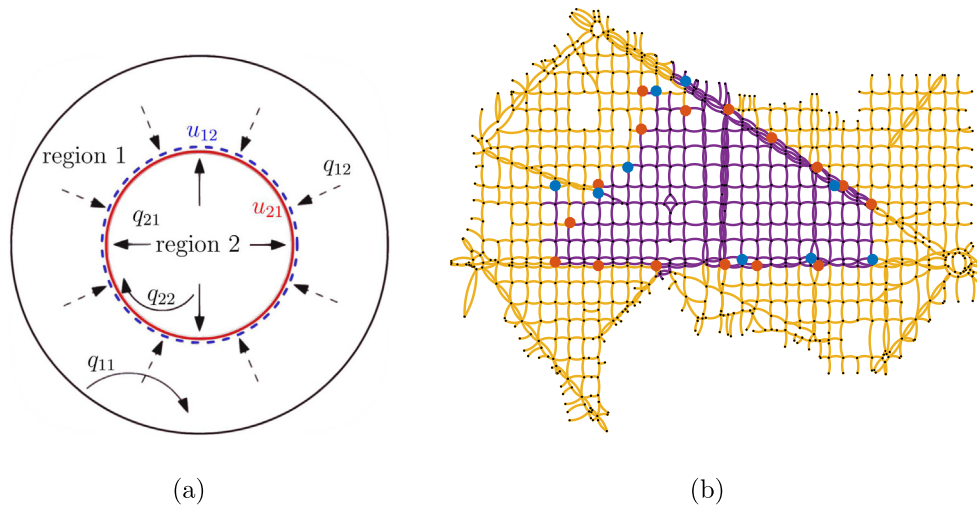 u₁₂
region 1
q₁₂
q₂₁
u₂₁
region 2
q₂₂
q₁₁
(a)
(b)